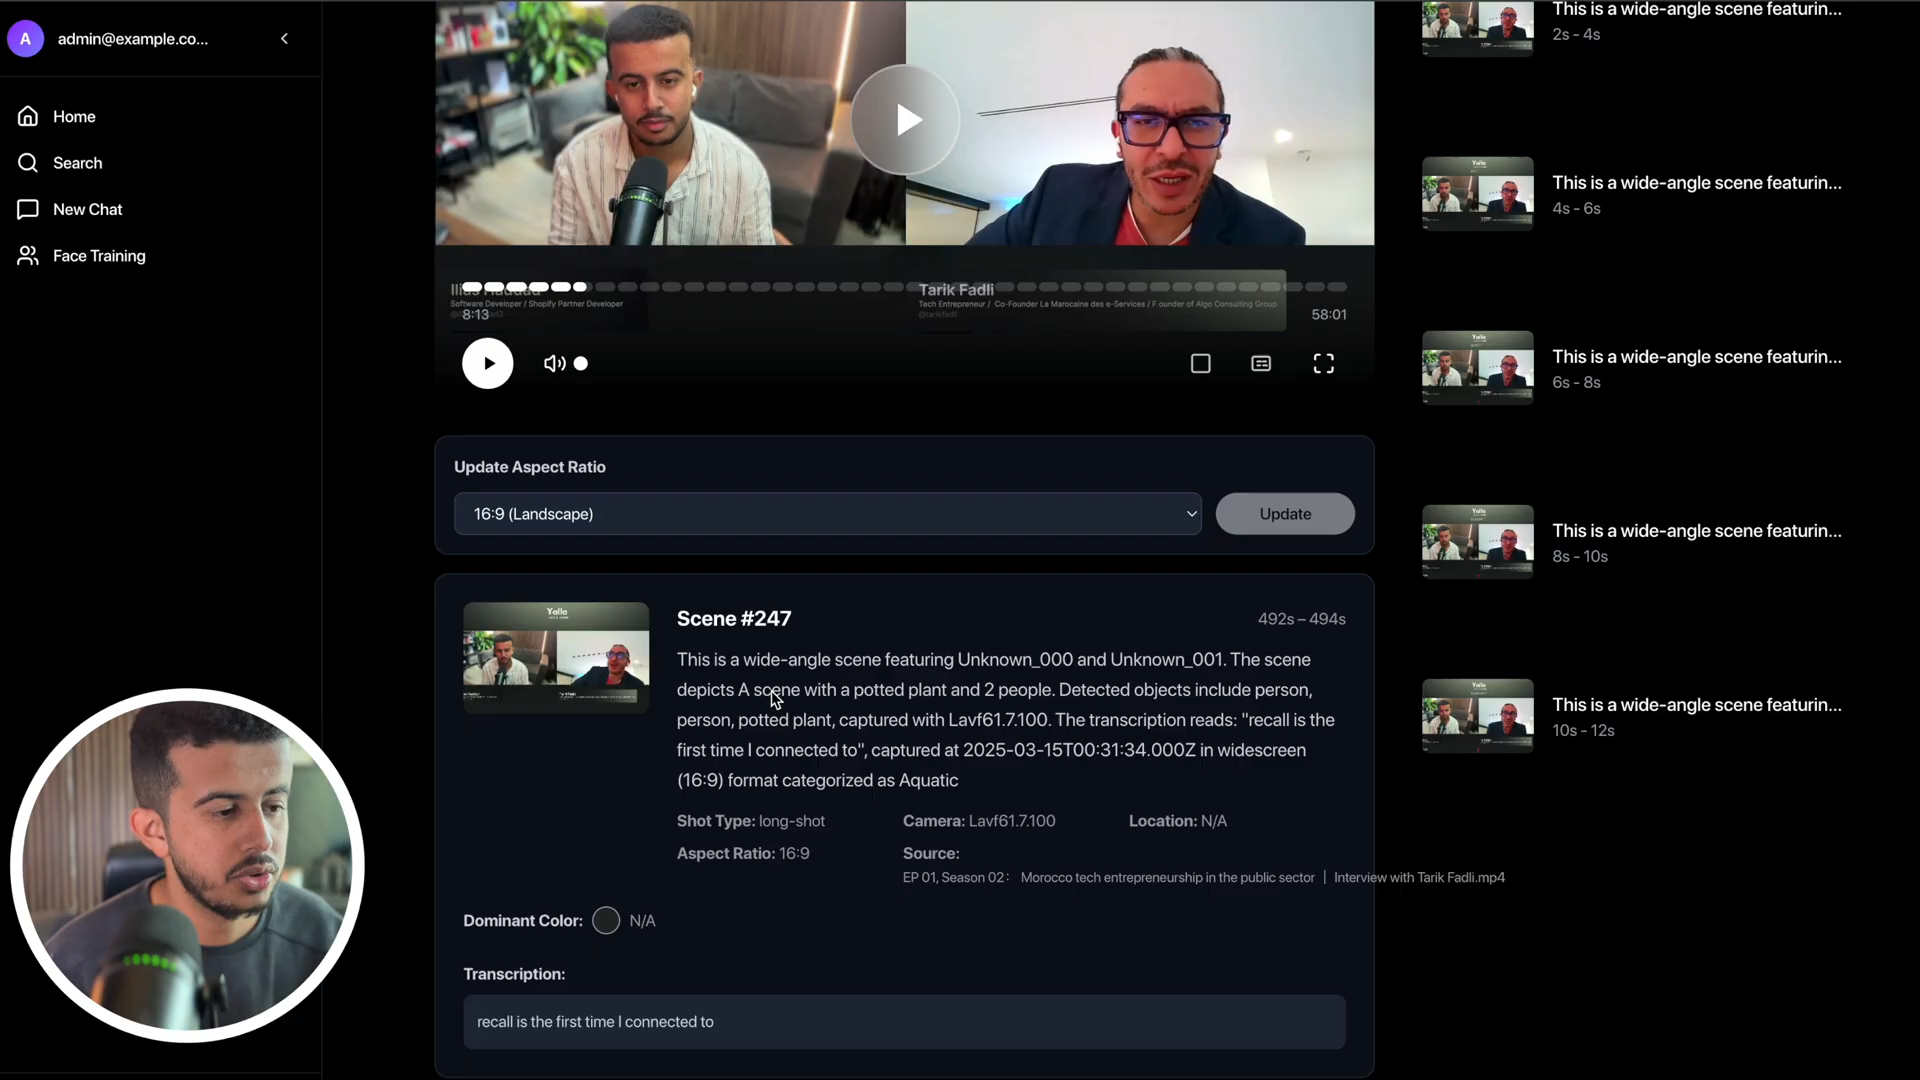 A
admin@example.co...
Home
Search
New Chat
Face Training
Tarik Fadli
Software Developer / Shopify Partner Developer
Tech Entrepreneur / Co-Founder La Marocaine des e-Services / Founder of Algo Consulting Group
@tarikfadli
8:13
58:01
Update Aspect Ratio
16:9 (Landscape)
Update
Yalla
Scene #247
492s – 494s
This is a wide-angle scene featuring Unknown_000 and Unknown_001. The scene
depicts A scene with a potted plant and 2 people. Detected objects include person,
person, potted plant, captured with Lavf61.7.100. The transcription reads: "recall is the
first time I connected to", captured at 2025-03-15T00:31:34.000Z in widescreen
(16:9) format categorized as Aquatic
Shot Type: long-shot
Camera: Lavf61.7.100
Location: N/A
Aspect Ratio: 16:9
Source:
EP 01, Season 02: Morocco tech entrepreneurship in the public sector | Interview with Tarik Fadli.mp4
Dominant Color: N/A
Transcription:
recall is the first time I connected to
This is a wide-angle scene featurin...
2s - 4s
This is a wide-angle scene featurin...
4s - 6s
This is a wide-angle scene featurin...
6s - 8s
This is a wide-angle scene featurin...
8s - 10s
This is a wide-angle scene featurin...
10s - 12s